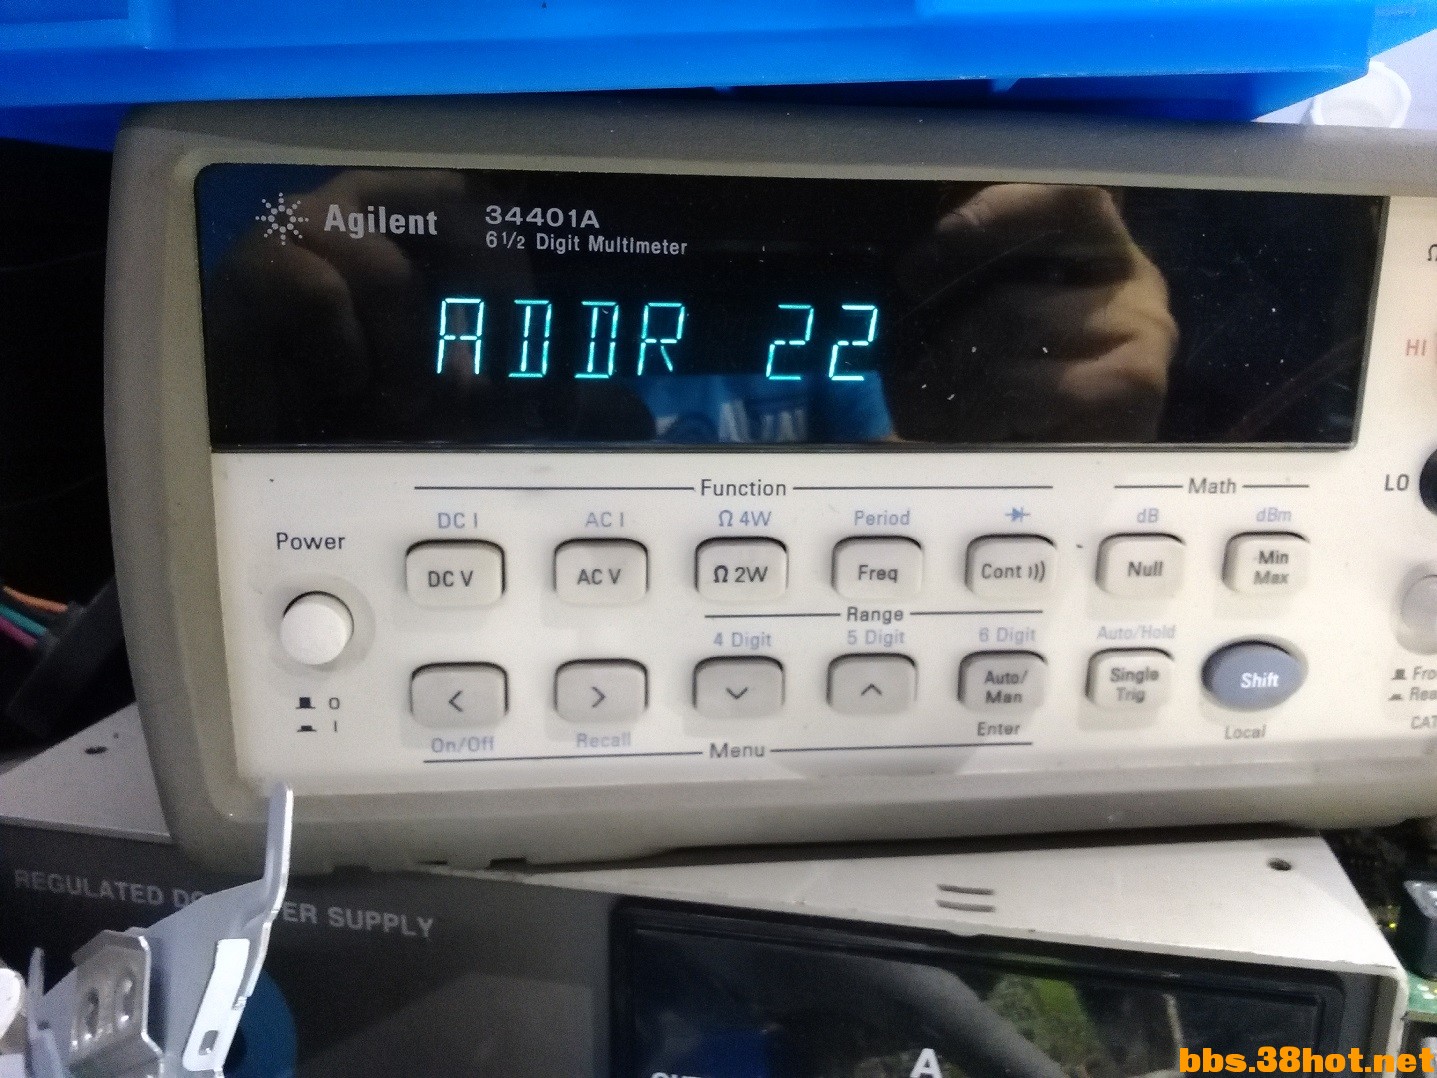 Agilent
34401A
6 1/2 Digit Multimeter
ADDR 22
HI
LO
Function
Math
DC I
AC I
Ω 4W
Period
dB
dBm
Power
DC V
AC V
Ω 2W
Freq
Cont
Null
Min
Max
Range
4 Digit
5 Digit
6 Digit
Auto/Hold
<
>
Auto/
Man
Single
Trig
Shift
O
I
On/Off
Recall
Menu
Enter
Local
REGULATED
SUPPLY
A
bbs.38hot.net